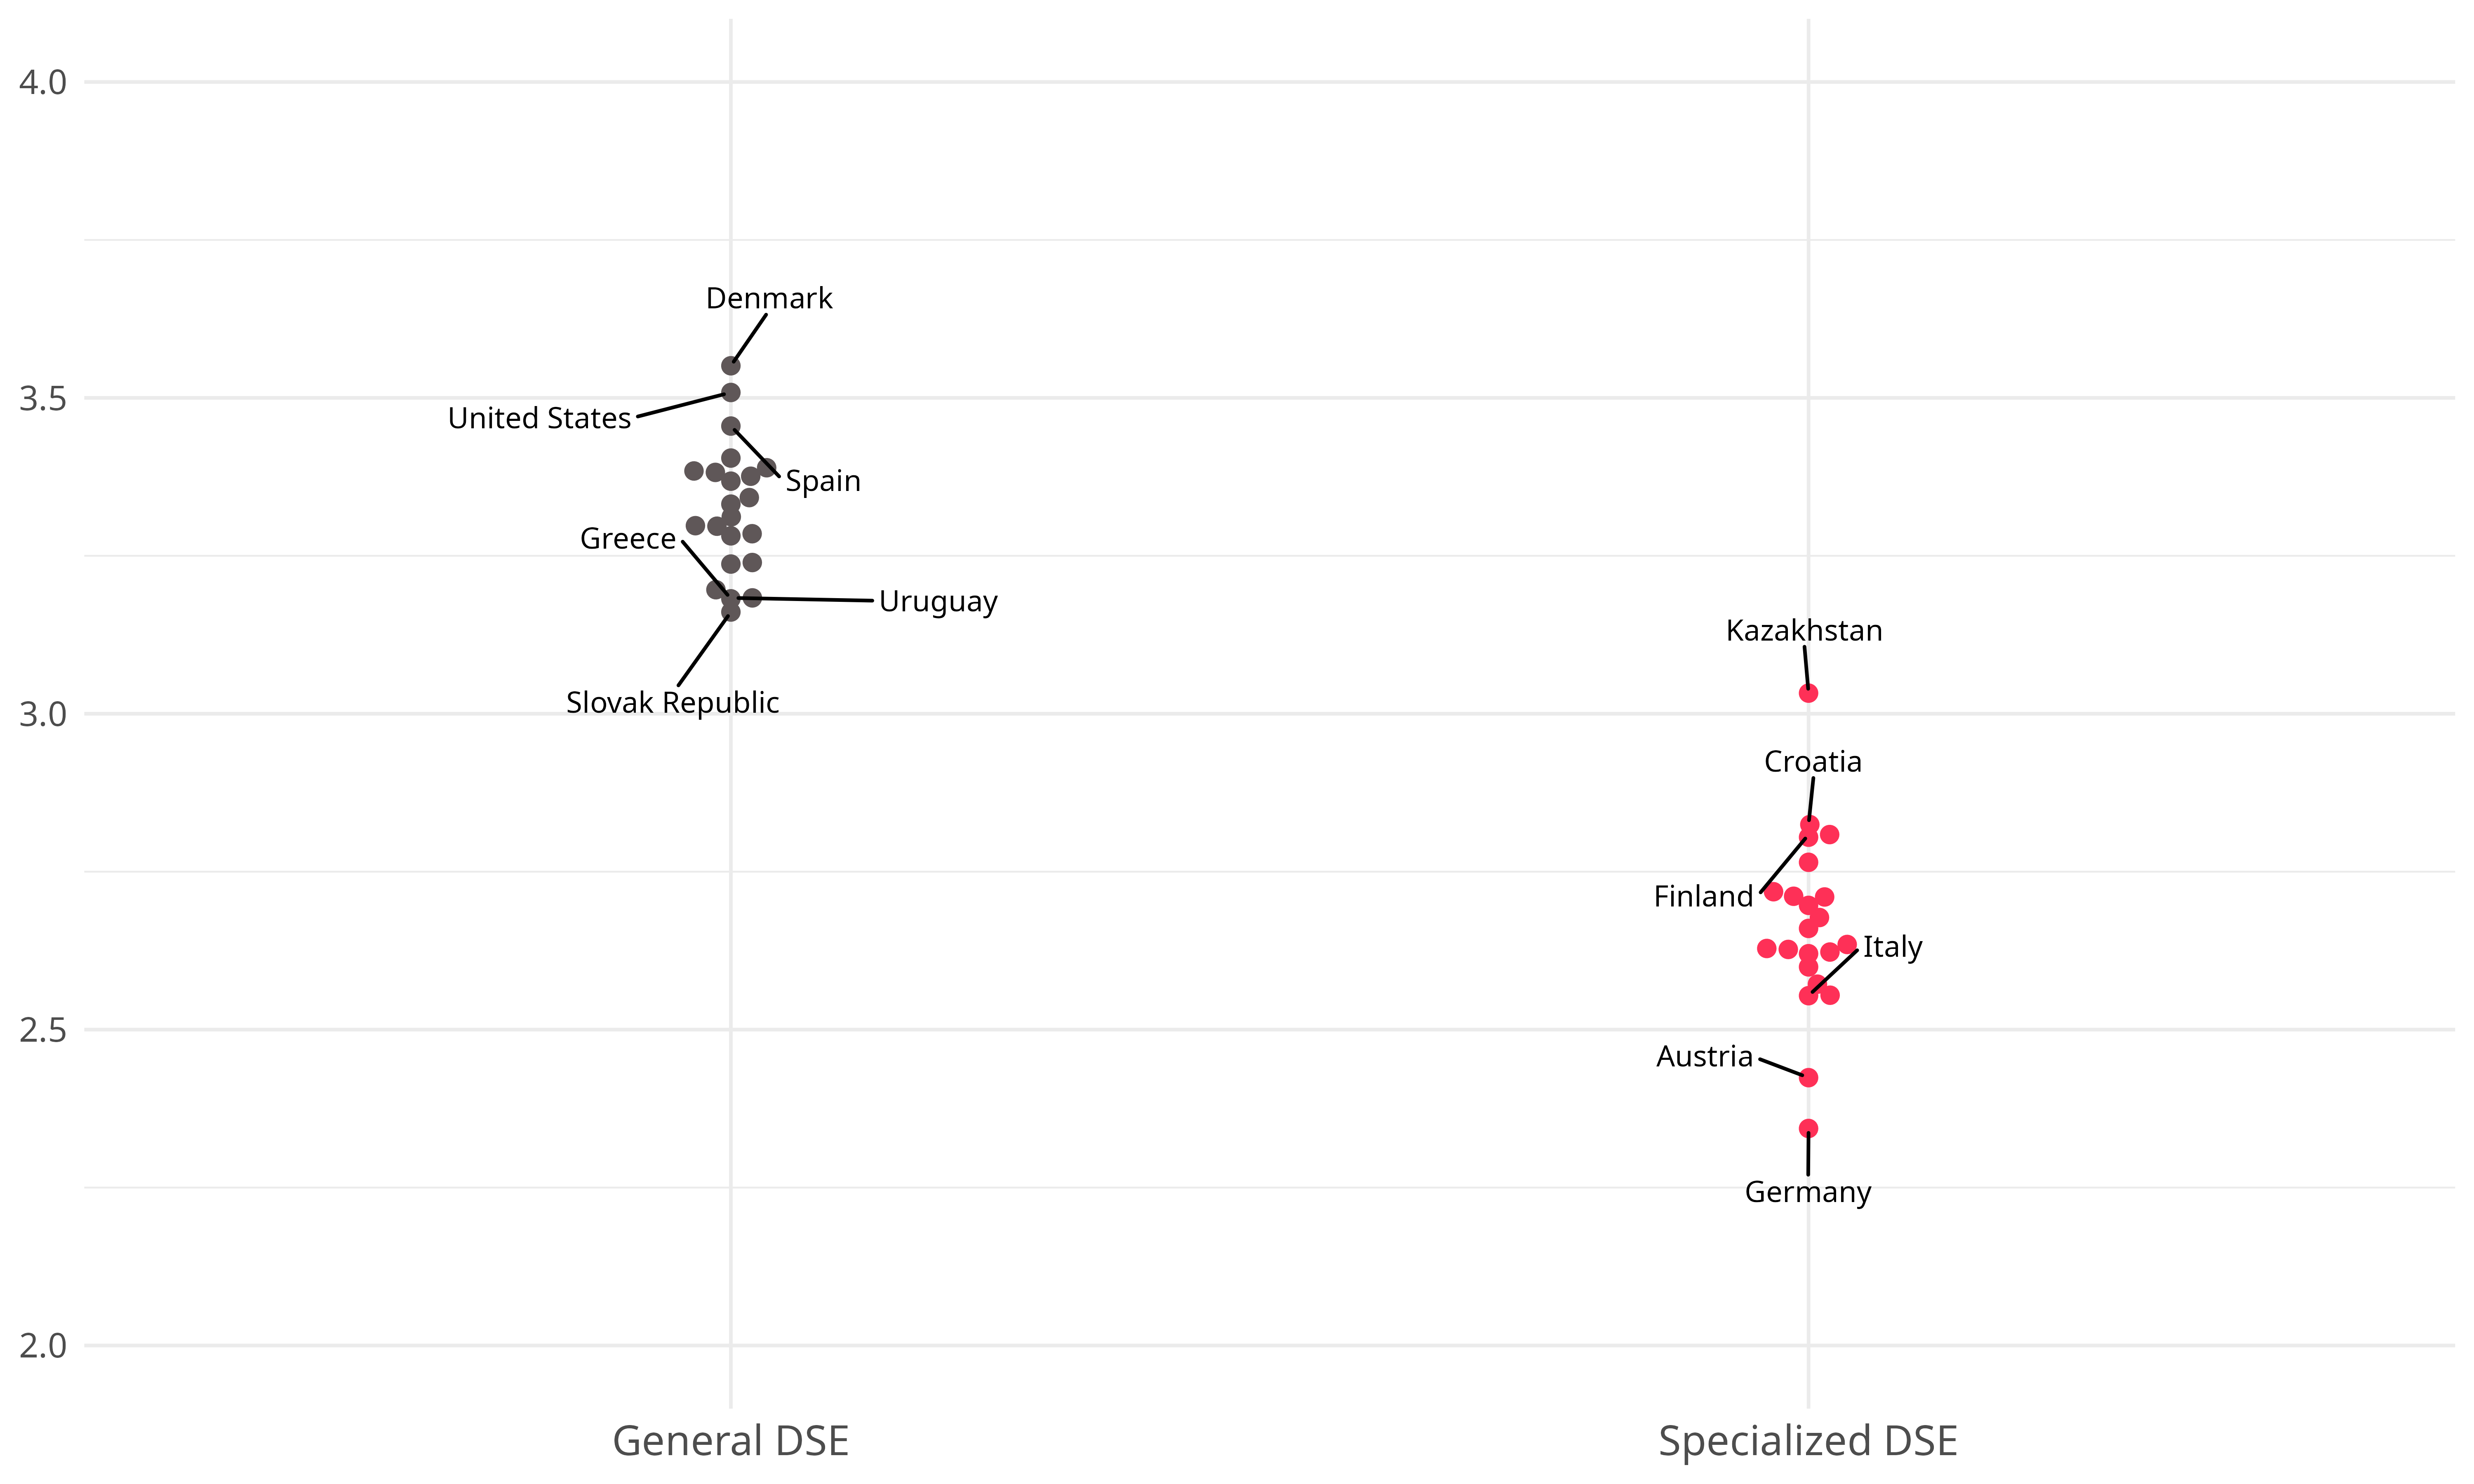 4.0
Denmark
3.5
United States
Spain
Greece
Uruguay
Kazakhstan
Slovak Republic
3.0
Croatia
Finland
Italy
2.5
Austria
Germany
2.0
General DSE
Specialized DSE